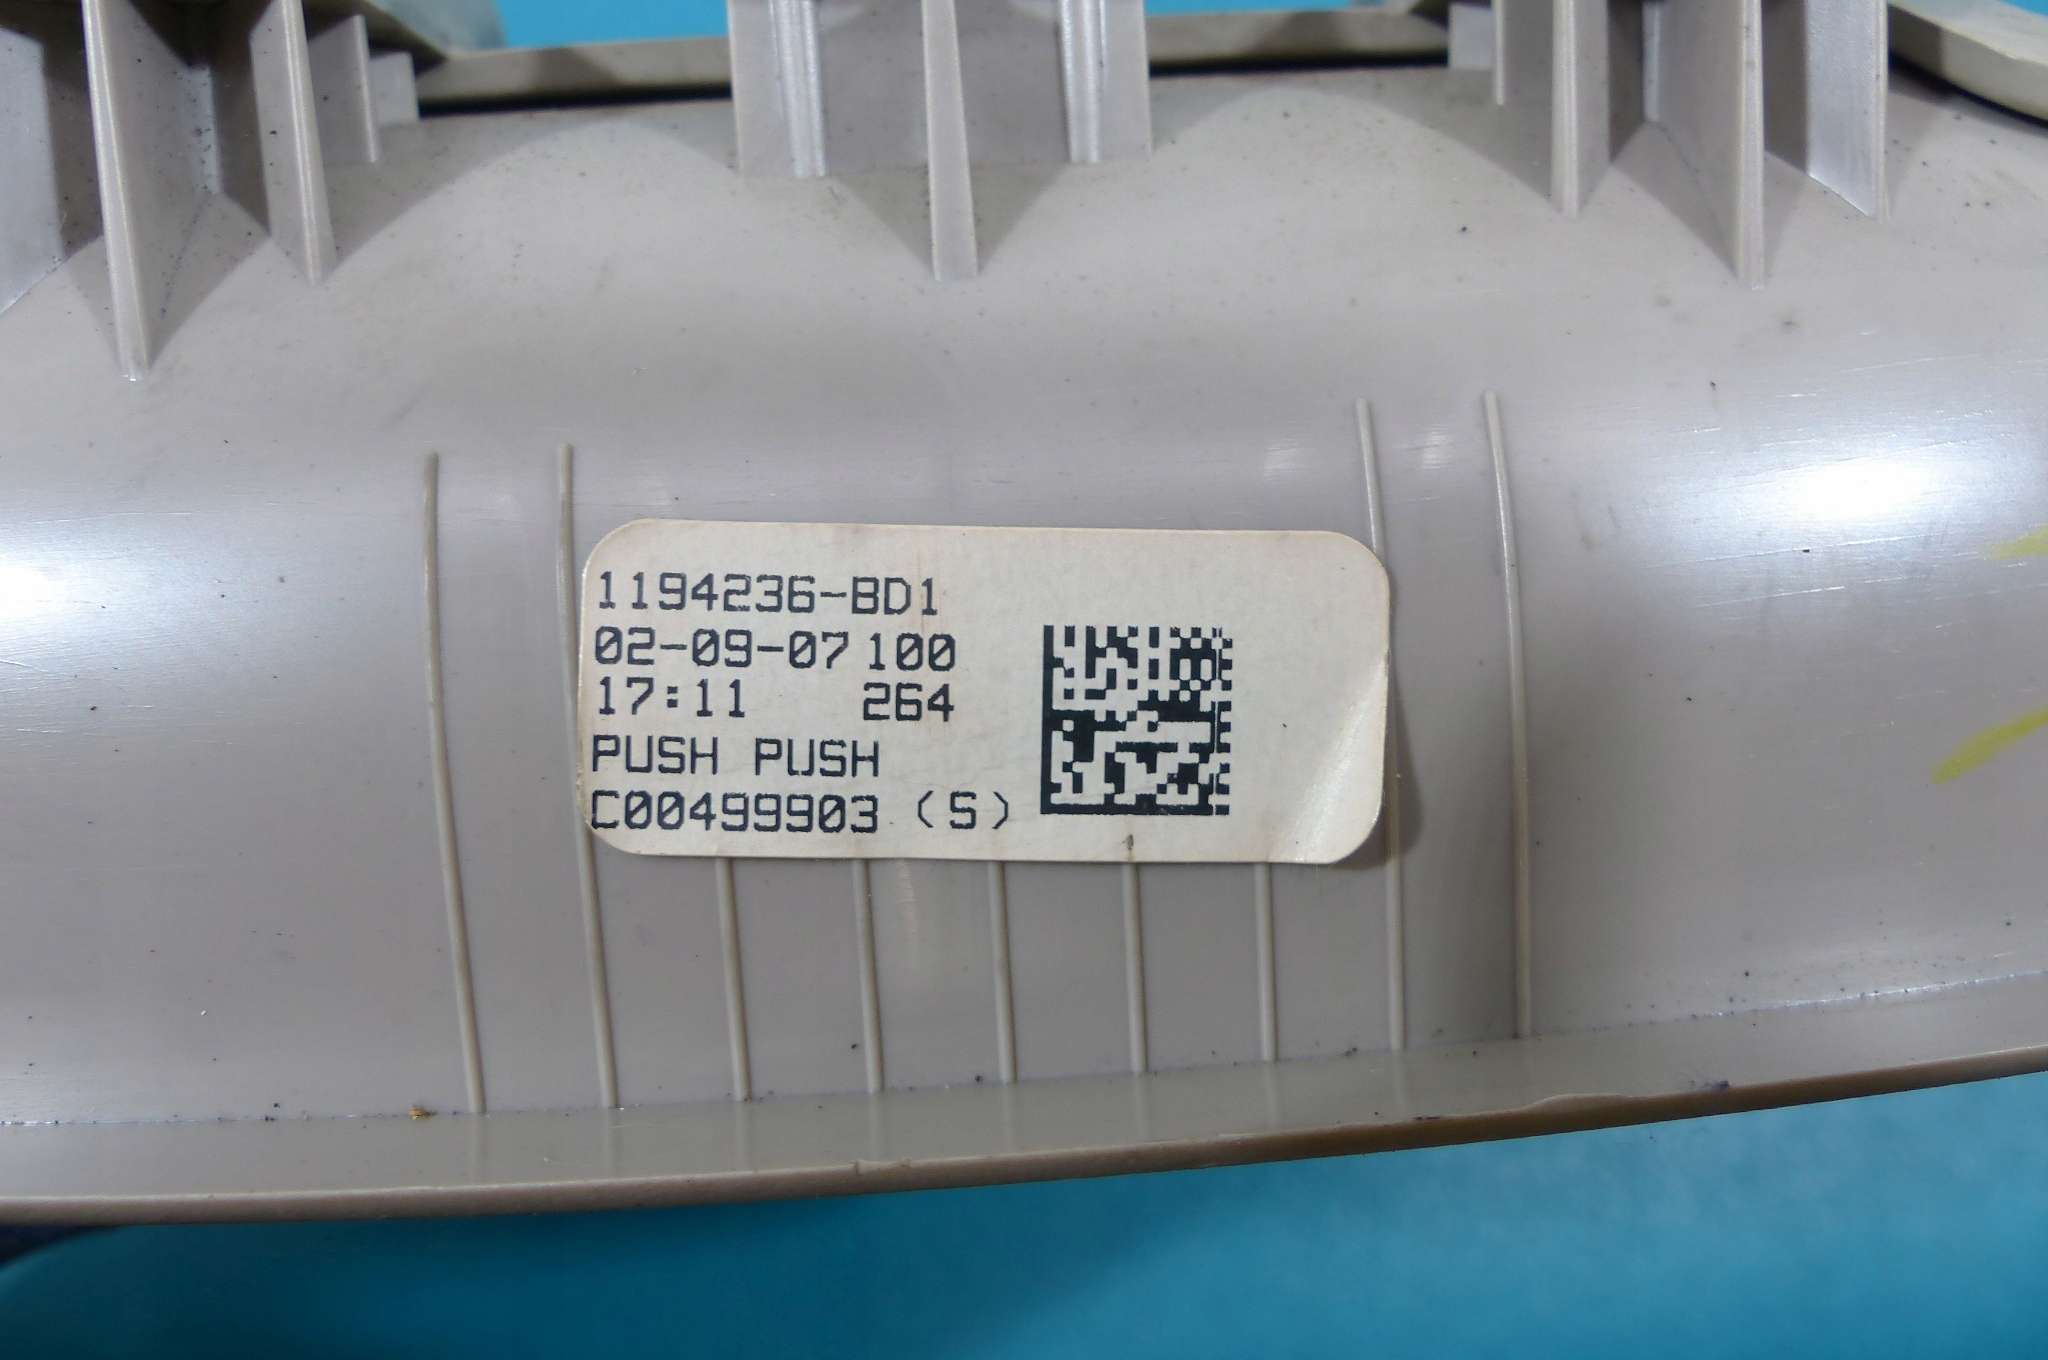 1194236-BD1
02-09-07 100
17:11 264
PUSH PUSH
C00499903 (S)